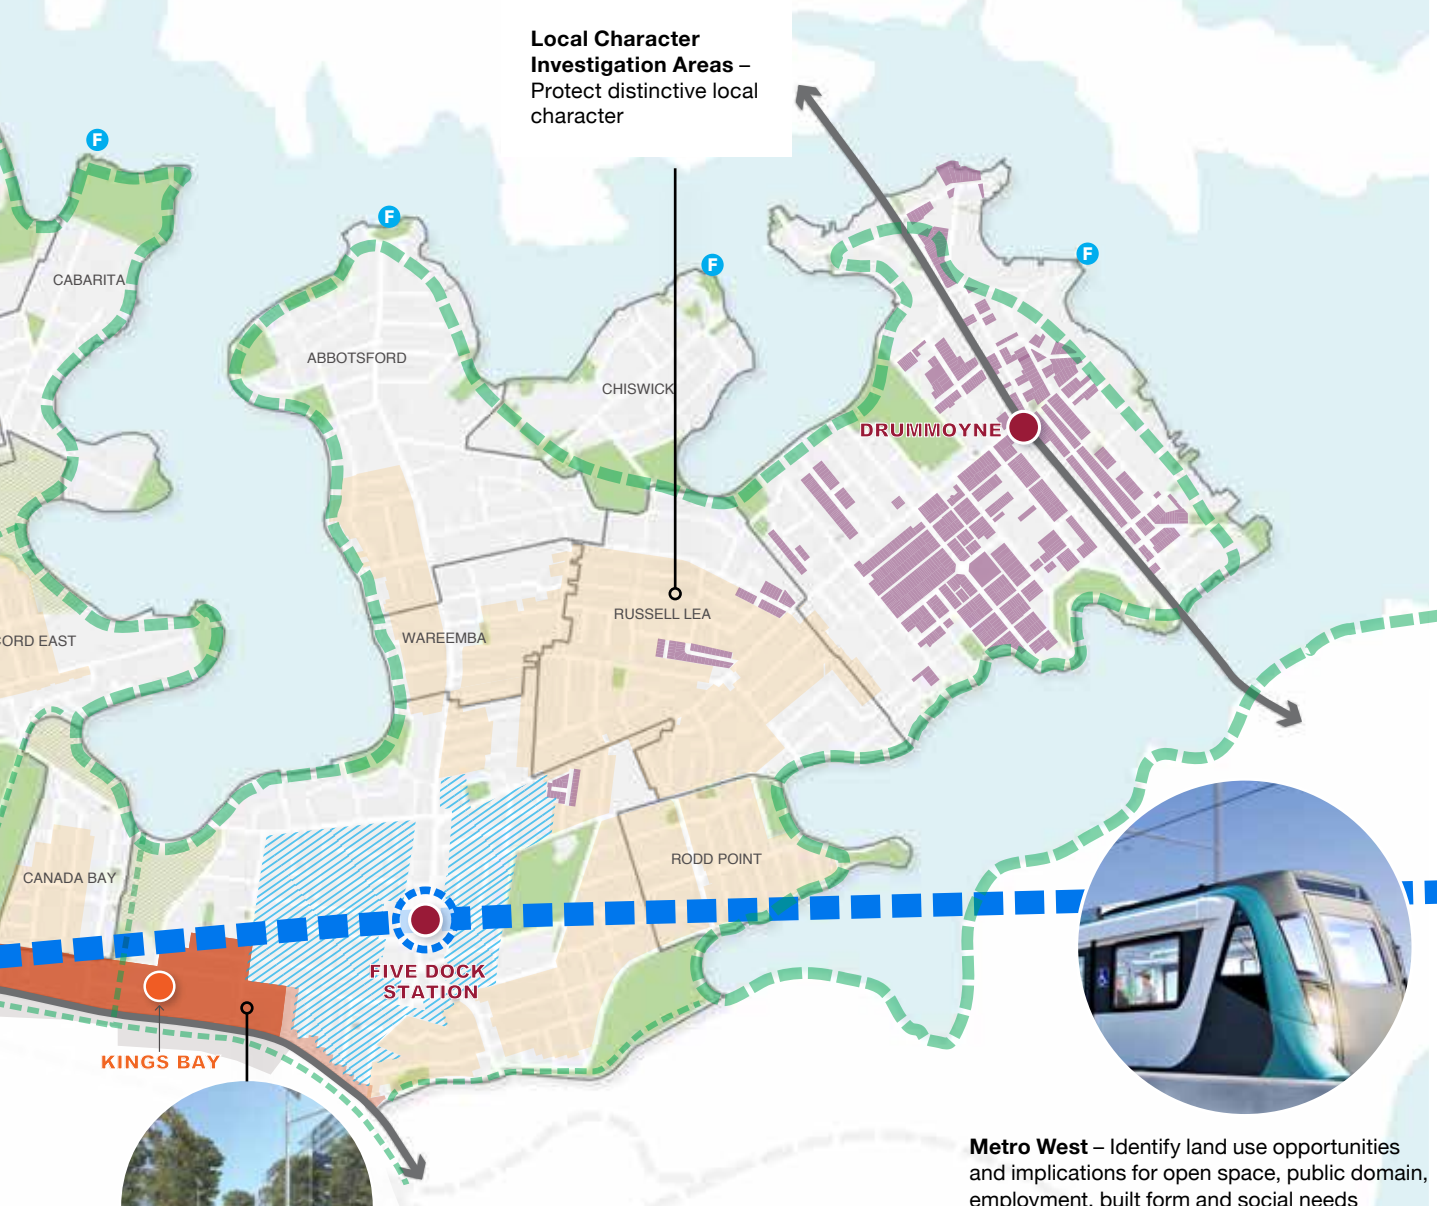 Local Character
Investigation Areas –
Protect distinctive local
character
F
F
F
F
CABARITA
ABBOTSFORD
CHISWICK
DRUMMOYNE
RUSSELL LEA
WAREEMBA
CORD EAST
RODD POINT
CANADA BAY
FIVE DOCK
STATION
KINGS BAY
Metro West – Identify land use opportunities
and implications for open space, public domain,
employment, built form and social needs